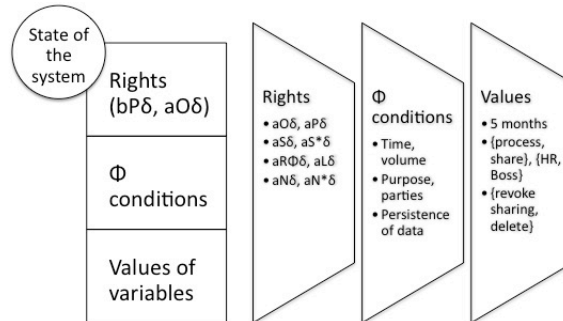 State of
the
system
Rights
(bPδ, aOδ)
Φ
conditions
Values of
variables
Rights
• aOδ, aPδ
• aSδ, aS*δ
• aRΦδ, aLδ
• aNδ, aN*δ
Φ
conditions
• Time,
volume
• Purpose,
parties
• Persistence
of data
Values
• 5 months
• {process,
share}, {HR,
Boss}
• {revoke
sharing,
delete}